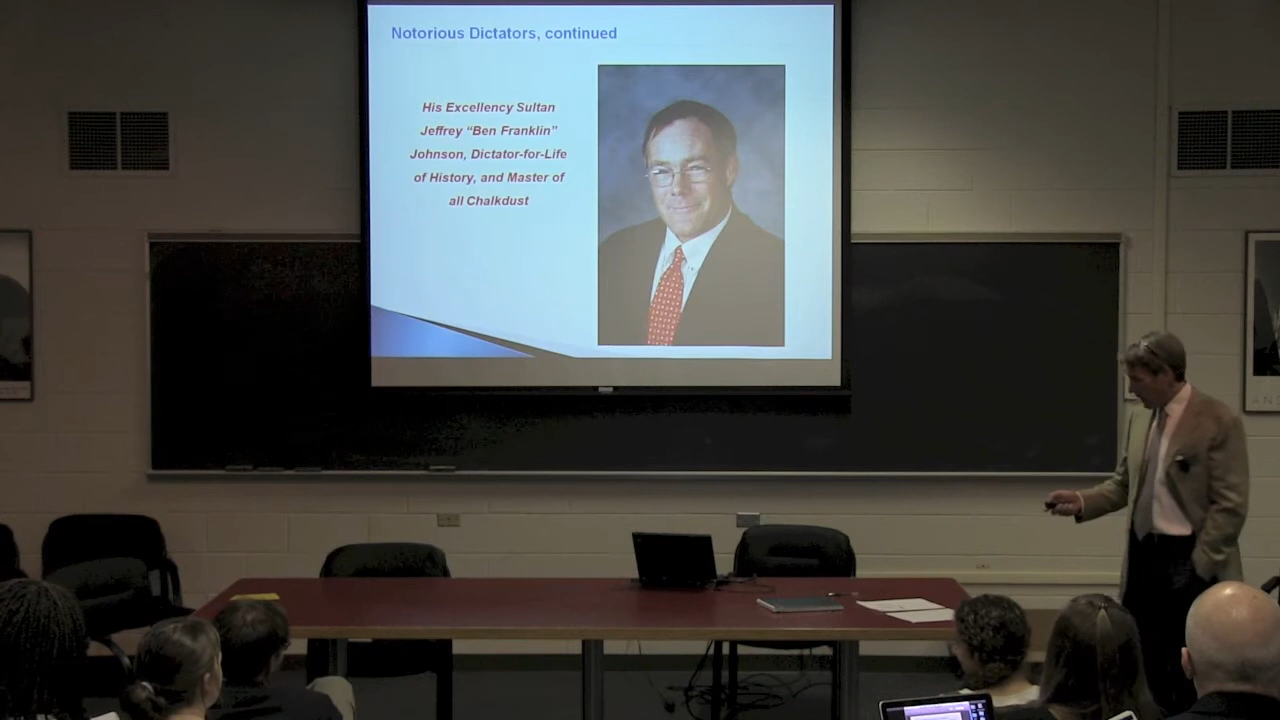 Notorious Dictators, continued
His Excellency Sultan
Jeffrey “Ben Franklin”
Johnson, Dictator-for-Life
of History, and Master of
all Chalkdust